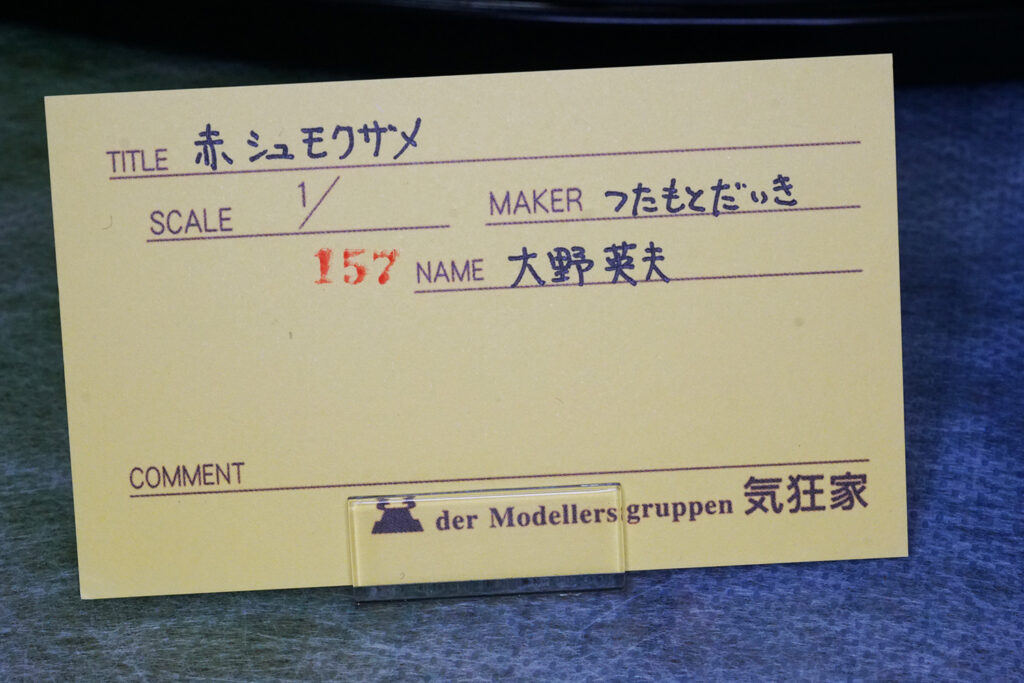 TITLE 赤シュモクザメ
SCALE 1/ MAKER つたもとだいき
157 NAME 大野英夫
COMMENT
der Modellers gruppen 気狂家